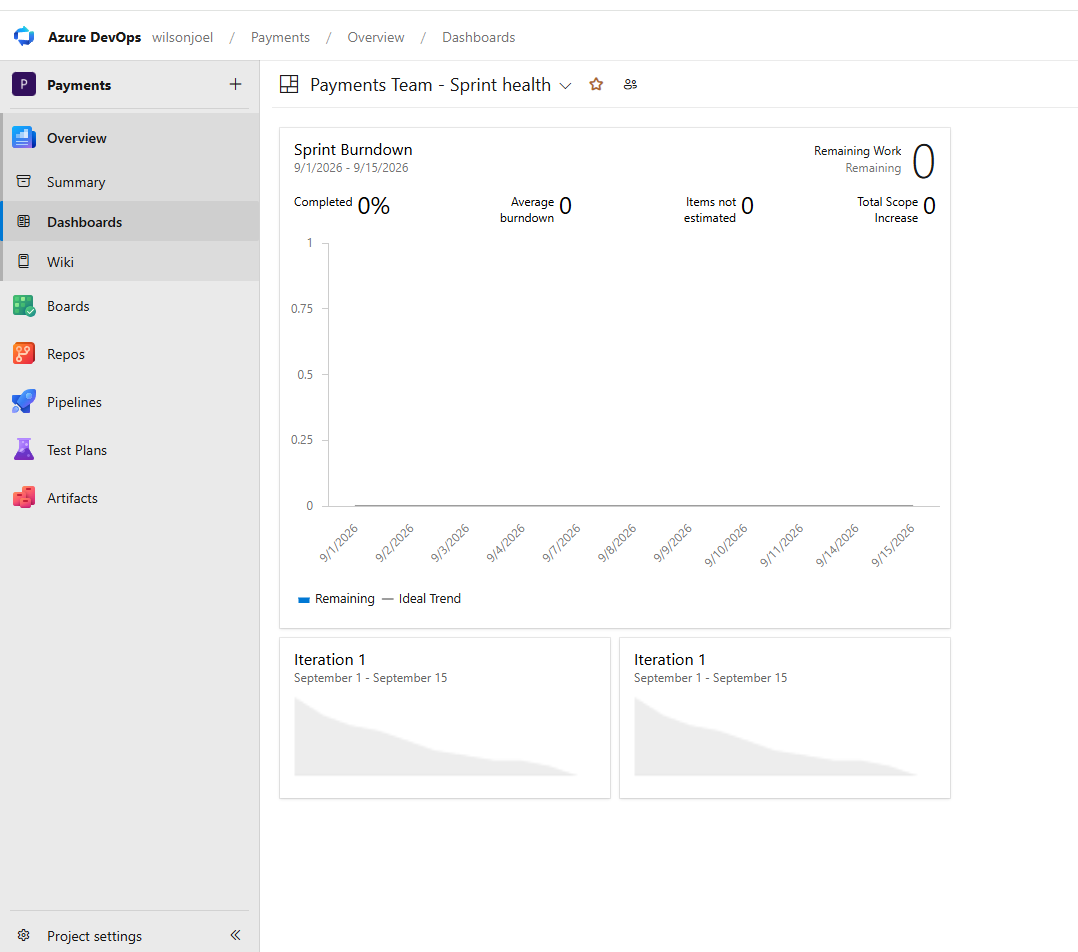 Azure DevOps wilsonjoel / Payments / Overview / Dashboards
P Payments
Overview
Summary
Dashboards
Wiki
Boards
Repos
Pipelines
Test Plans
Artifacts
Project settings
Payments Team - Sprint health
Sprint Burndown
9/1/2026 - 9/15/2026
Remaining Work
Remaining
0
Completed 0%
Average
burndown
0
Items not
estimated
0
Total Scope
Increase
0
1
0.75
0.5
0.25
0
9/1/2026
9/2/2026
9/3/2026
9/4/2026
9/7/2026
9/8/2026
9/9/2026
9/10/2026
9/11/2026
9/14/2026
9/15/2026
Remaining
Ideal Trend
Iteration 1
September 1 - September 15
Iteration 1
September 1 - September 15